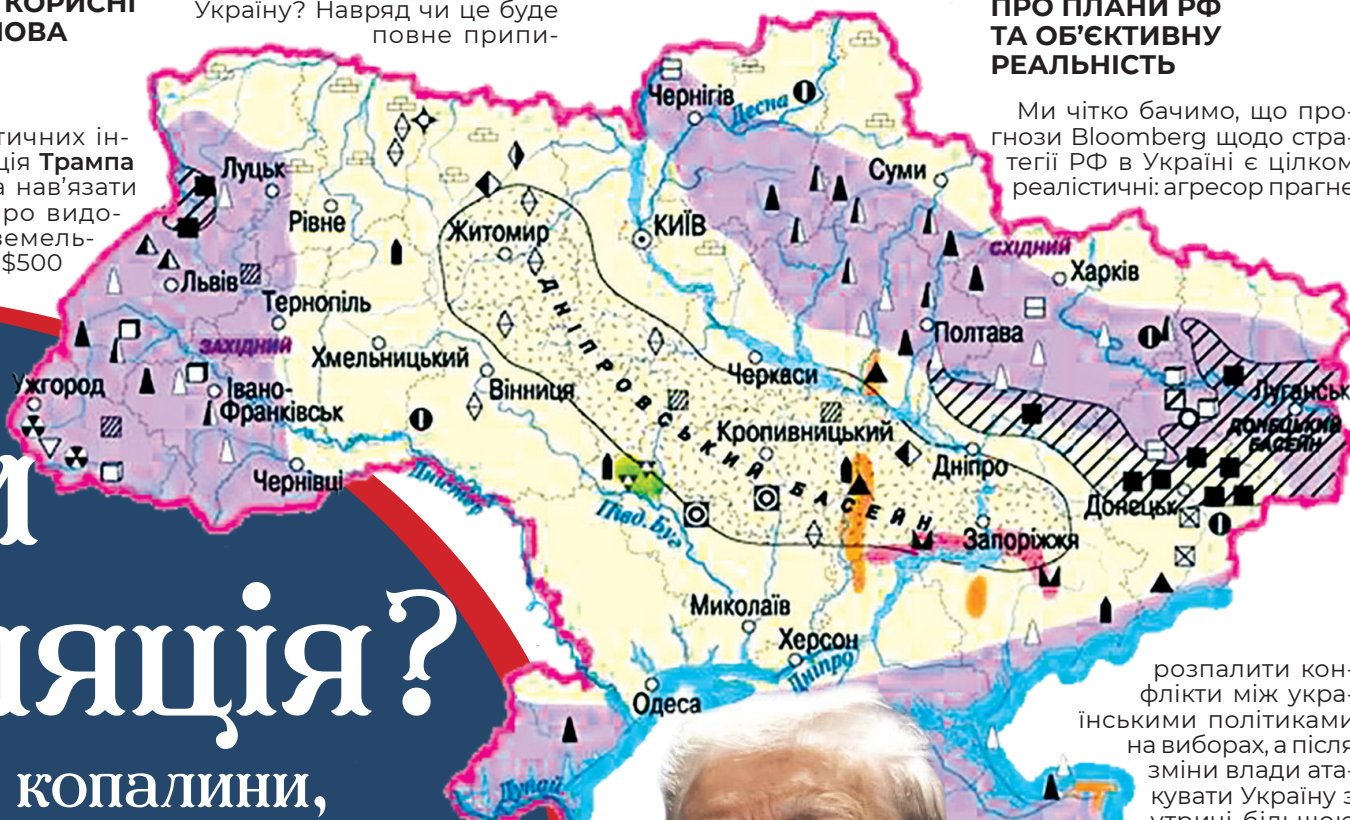 КОРИСНІ
ЛОВА
Україну? Навряд чи це буде
повне припи-
ПРО ПЛАНИ РФ
ТА ОБ’ЄКТИВНУ
РЕАЛЬНІСТЬ
Ми чітко бачимо, що про-
гнози Bloomberg щодо стра-
тегії РФ в Україні є цілком
реалістичні: агресор прагне
тичних ін-
ція Трампа
а нав’язати
ро видо-
земель-
$500
Чернігів
Десна
Луцьк
Суми
Рівне
Житомир
КИЇВ
СХІДНИЙ
Харків
Львів
Тернопіль
ДНІПРОВСЬКИЙ БАСЕЙН
Полтава
ЗАХІДНИЙ
Хмельницький
Черкаси
Ужгород
Івано-
Франківськ
Вінниця
Луганськ
ДОНЕЦЬКИЙ
БАСЕЙН
Кропивницький
Дніпро
Чернівці
Дністер
Півд. Буг
Донецьк
Запоріжжя
Миколаїв
Херсон
Дніпро
Одеса
Дунай
и
яція?
копалини,
розпалити кон-
флікти між укра-
їнськими політиками
на виборах, а після
зміни влади ата-
кувати Україну з